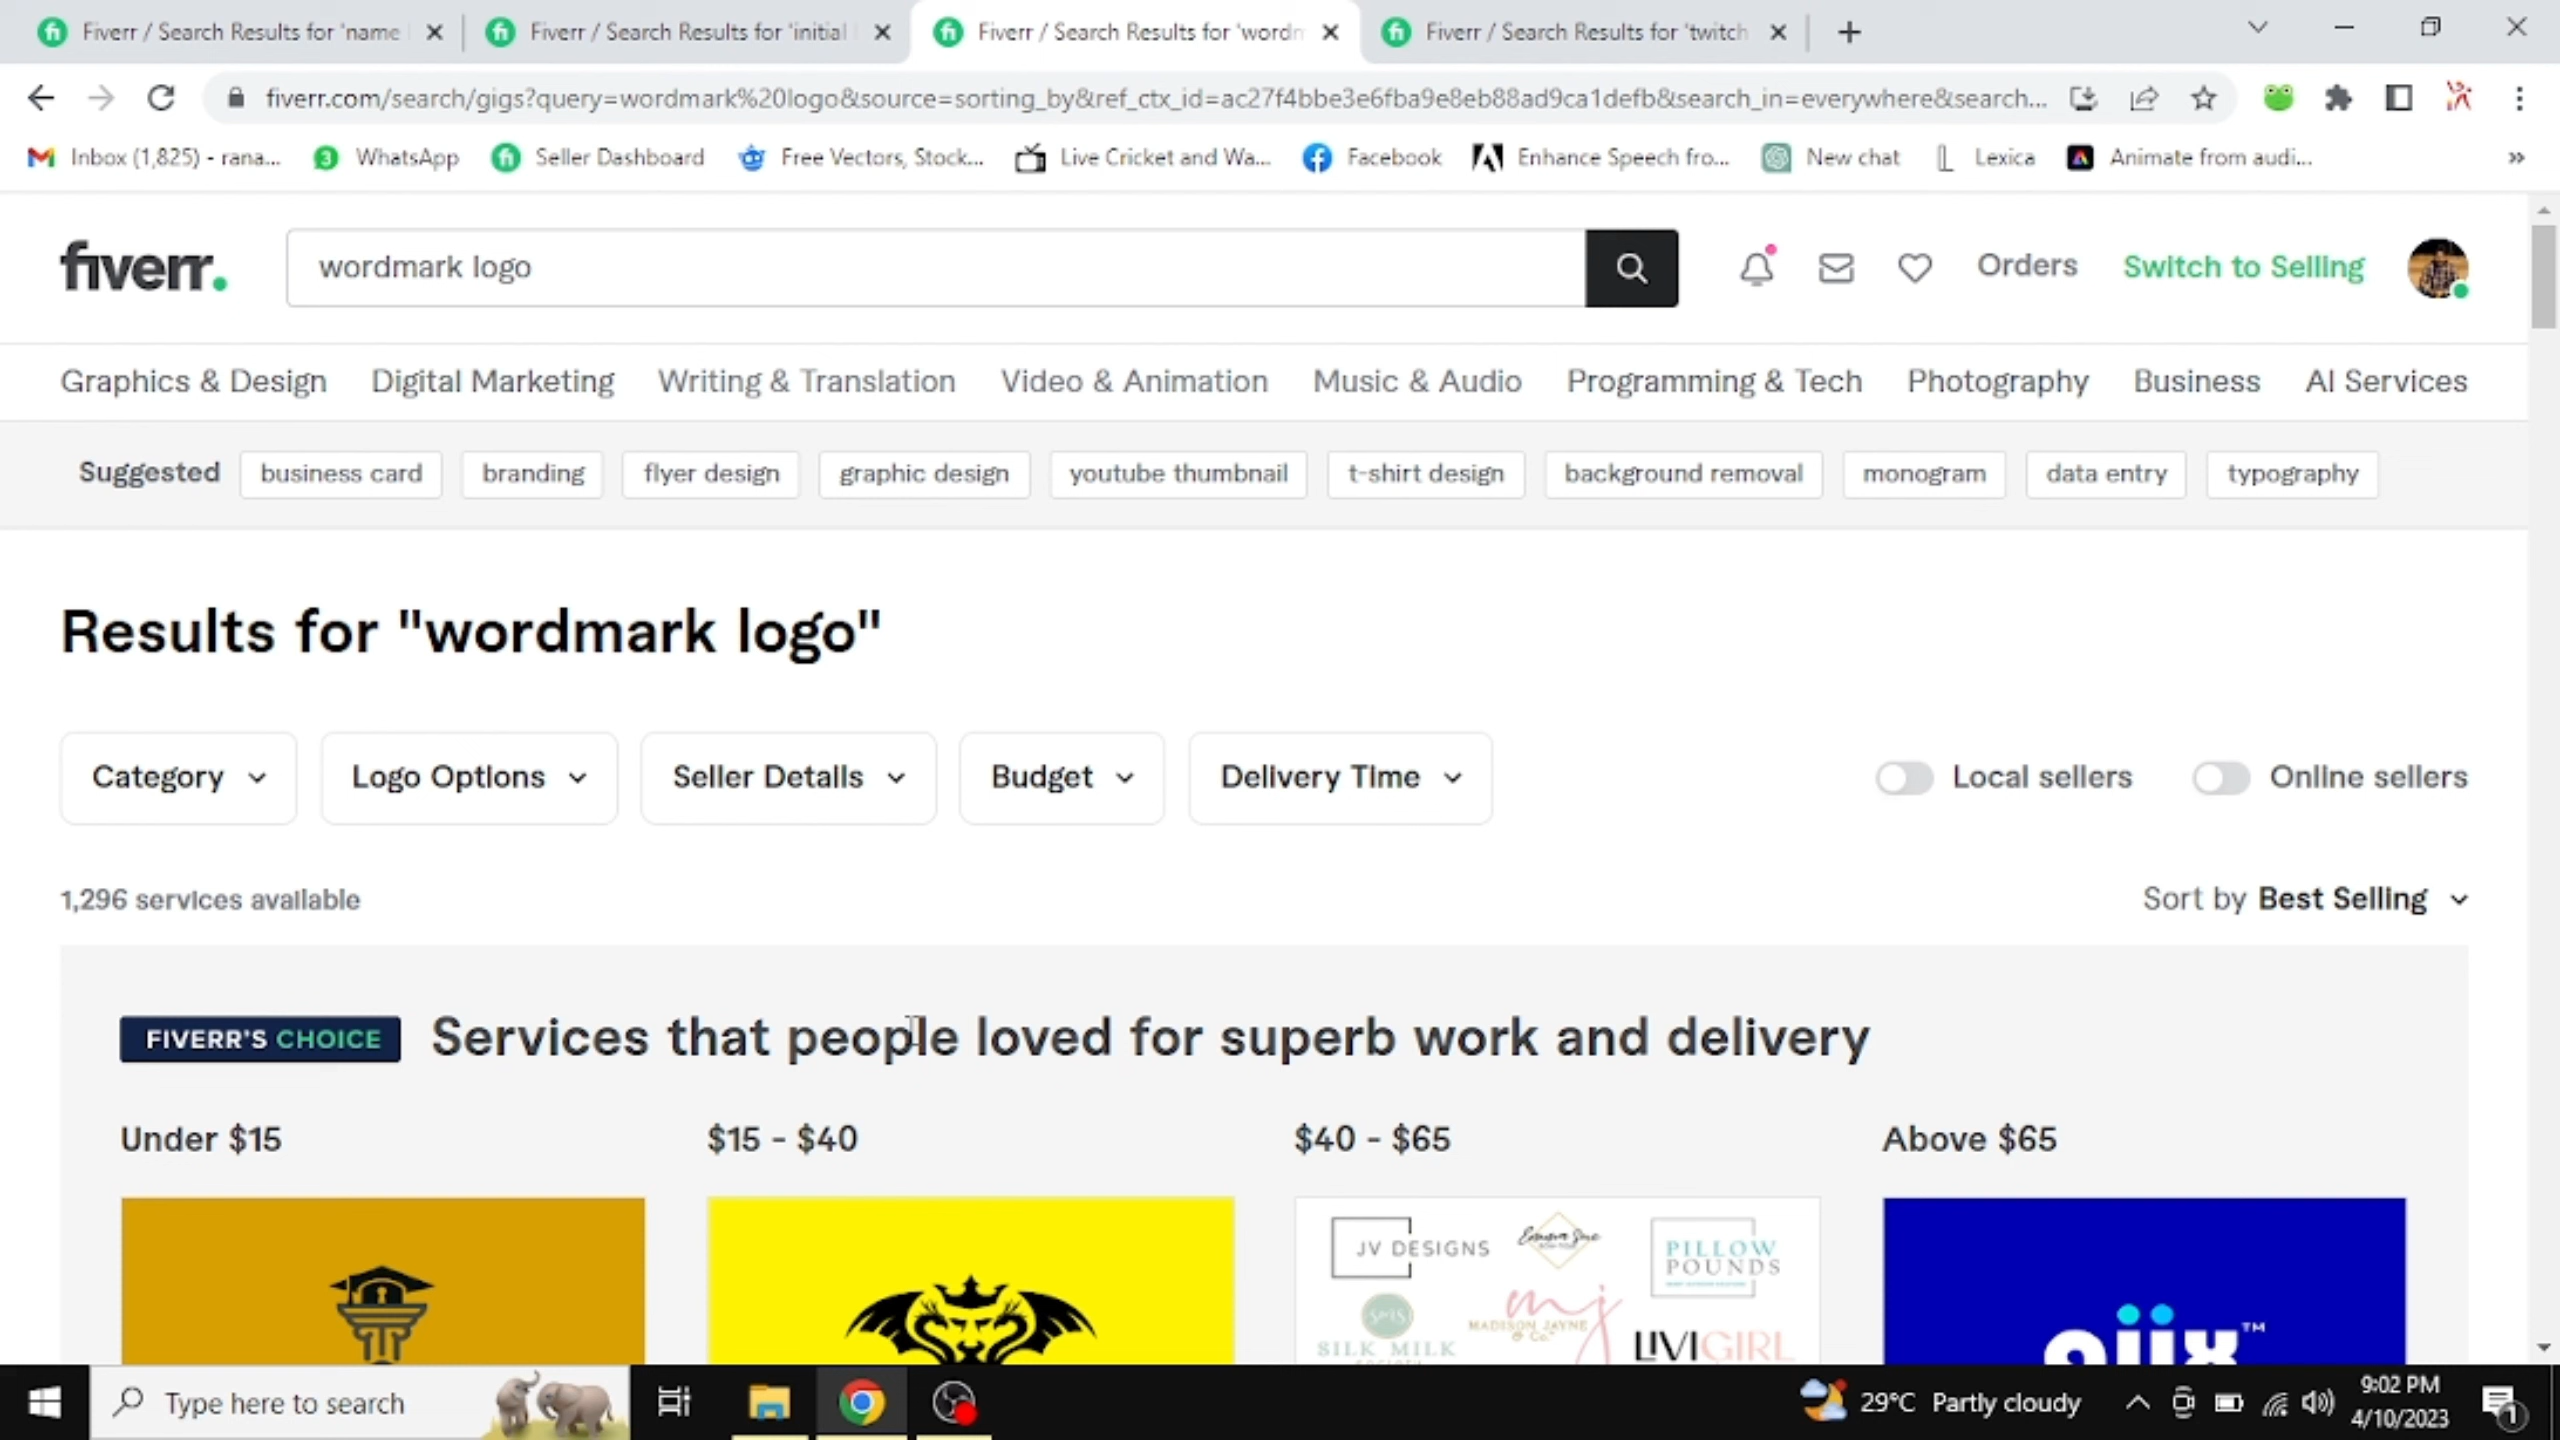 Fiverr / Search Results for 'name
Fiverr / Search Results for 'initial
Fiverr / Search Results for 'wordm
Fiverr / Search Results for 'twitch
fiverr.com/search/gigs?query=wordmark%20logo&source=sorting_by&ref_ctx_id=ac27f4bbe3e6fba9e8eb88ad9ca1defb&search_in=everywhere&search...
Inbox (1,825) - rana...
WhatsApp
Seller Dashboard
Free Vectors, Stock...
Live Cricket and Wa...
Facebook
Enhance Speech fro...
New chat
Lexica
Animate from audi...
fiverr.
wordmark logo
Orders
Switch to Selling
Graphics & Design
Digital Marketing
Writing & Translation
Video & Animation
Music & Audio
Programming & Tech
Photography
Business
AI Services
Suggested
business card
branding
flyer design
graphic design
youtube thumbnail
t-shirt design
background removal
monogram
data entry
typography
Results for "wordmark logo"
Category
Logo Options
Seller Details
Budget
Delivery Time
Local sellers
Online sellers
1,296 services available
Sort by Best Selling
FIVERR'S CHOICE
Services that people loved for superb work and delivery
Under $15
$15 - $40
$40 - $65
Above $65
JV DESIGNS
PILLOW
POUNDS
mj
MADISON JAYNE
& Co.
SILK MILK
LIVIGIRL
TM
Type here to search
29°C Partly cloudy
9:02 PM
4/10/2023
1